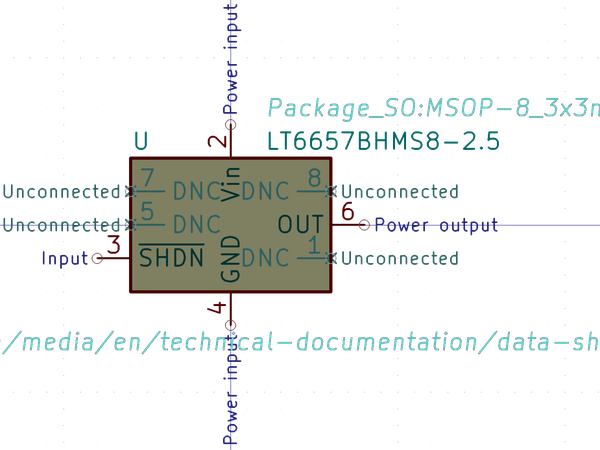 Power input
Package_SO:MSOP-8_3x3m
U
2
LT6657BHMS8-2.5
Unconnected 7 DNC Vin DNC 8 Unconnected
Unconnected 5 DNC OUT 6 Power output
Input 3 SHDN GND DNC 1 Unconnected
4
/media/en/technical-documentation/data-sh
Power input